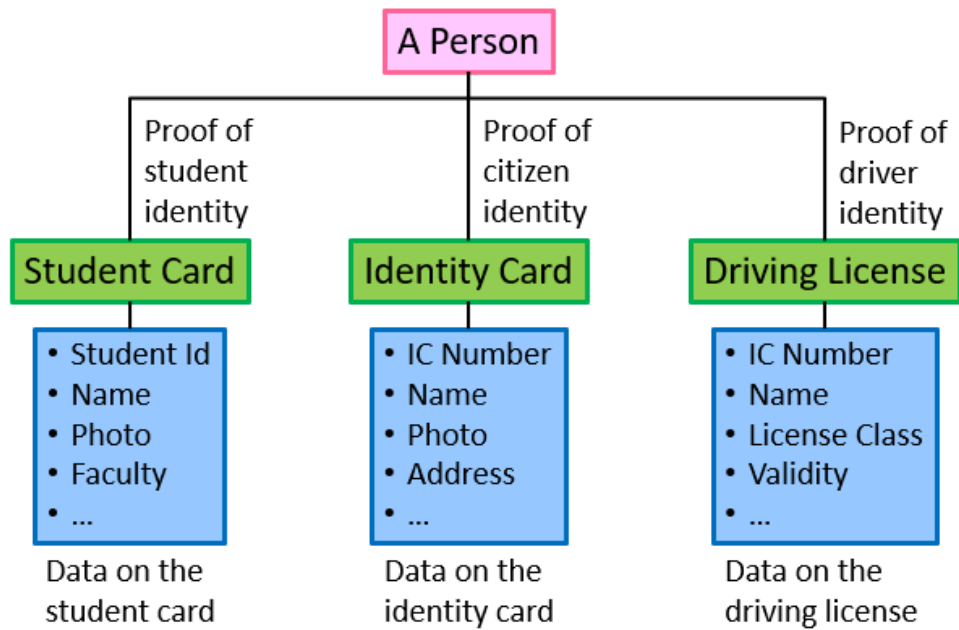 A Person
Proof of
student
identity
Proof of
citizen
identity
Proof of
driver
identity
Student Card
Identity Card
Driving License
• Student Id
• Name
• Photo
• Faculty
• ...
• IC Number
• Name
• Photo
• Address
• ...
• IC Number
• Name
• License Class
• Validity
• ...
Data on the
student card
Data on the
identity card
Data on the
driving license